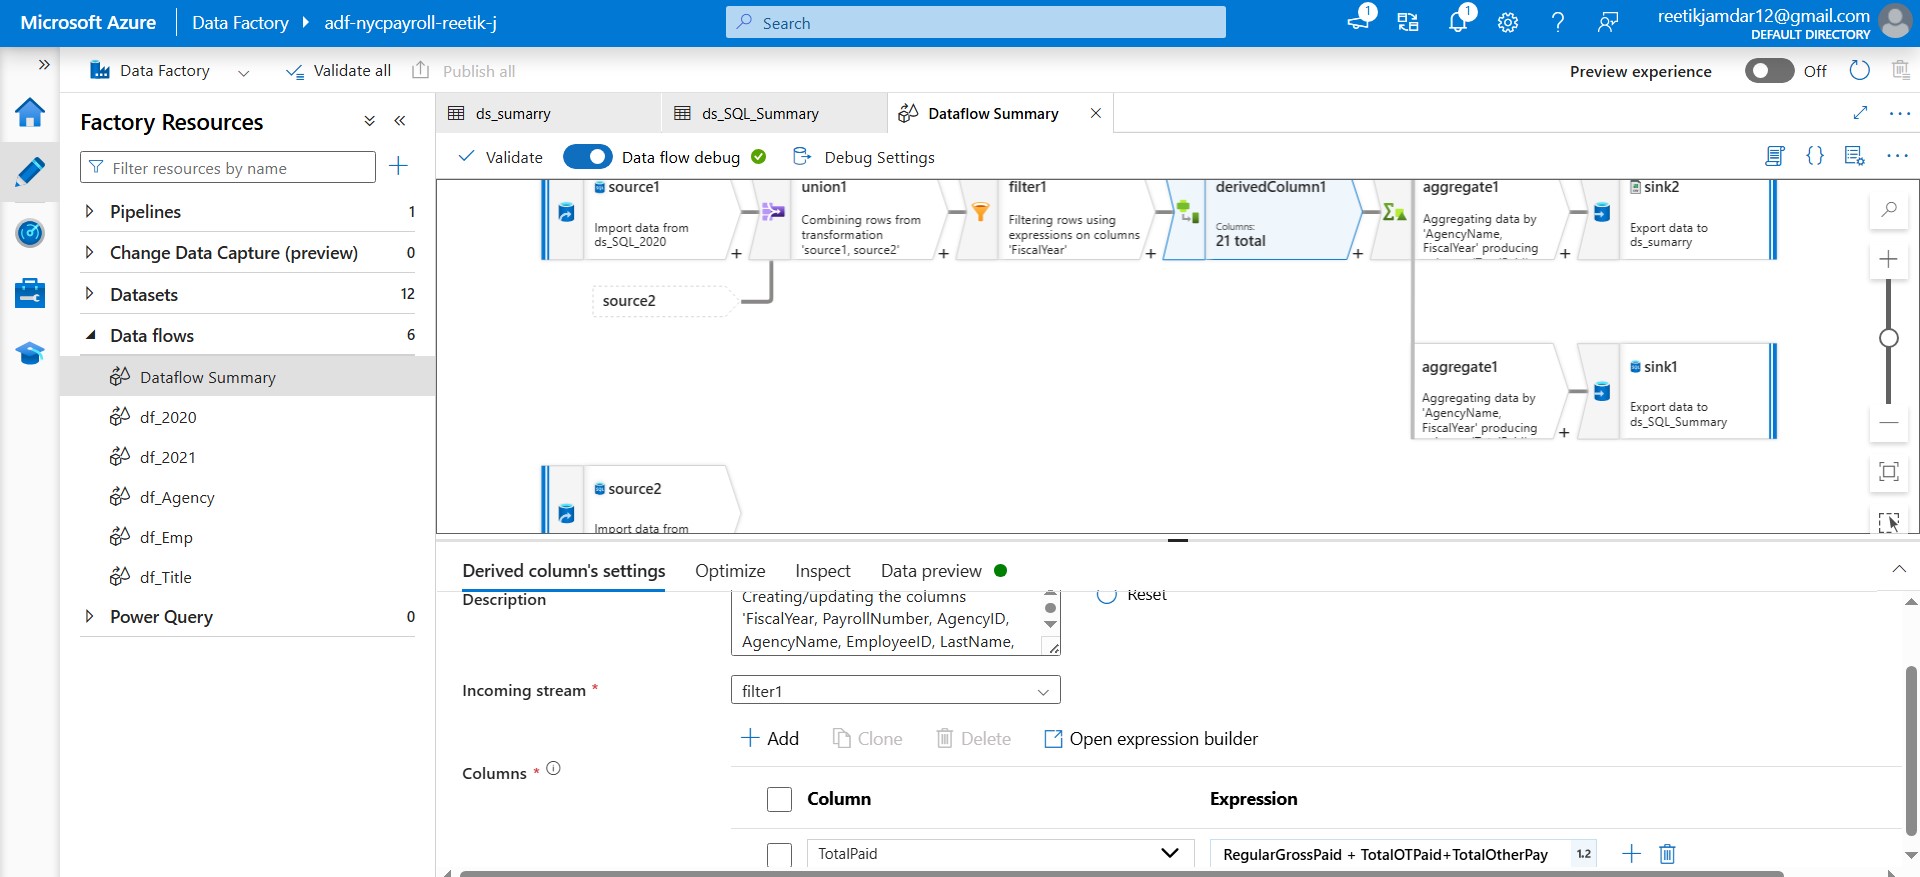 Microsoft Azure
Data Factory
adf-nycpayroll-reetik-j
Search
1
1
reetikjamdar12@gmail.com
DEFAULT DIRECTORY
Data Factory
Validate all
Publish all
Preview experience
Off
Factory Resources
Filter resources by name
Pipelines 1
Change Data Capture (preview) 0
Datasets 12
Data flows 6
Dataflow Summary
df_2020
df_2021
df_Agency
df_Emp
df_Title
Power Query 0
ds_sumarry
ds_SQL_Summary
Dataflow Summary
Validate
Data flow debug
Debug Settings
source1
Import data from
ds_SQL_2020
union1
Combining rows from
transformation
'source1, source2'
filter1
Filtering rows using
expressions on columns
'FiscalYear'
derivedColumn1
Columns:
21 total
aggregate1
Aggregating data by
'AgencyName,
FiscalYear' producing
sink2
Export data to
ds_sumarry
source2
aggregate1
Aggregating data by
'AgencyName,
FiscalYear' producing
sink1
Export data to
ds_SQL_Summary
source2
Import data from
Derived column's settings
Optimize
Inspect
Data preview
Description
Creating/updating the columns
'FiscalYear, PayrollNumber, AgencyID,
AgencyName, EmployeeID, LastName,
Reset
Incoming stream *
filter1
Add
Clone
Delete
Open expression builder
Columns *
Column
Expression
TotalPaid
RegularGrossPaid + TotalOTPaid+TotalOtherPay
1.2